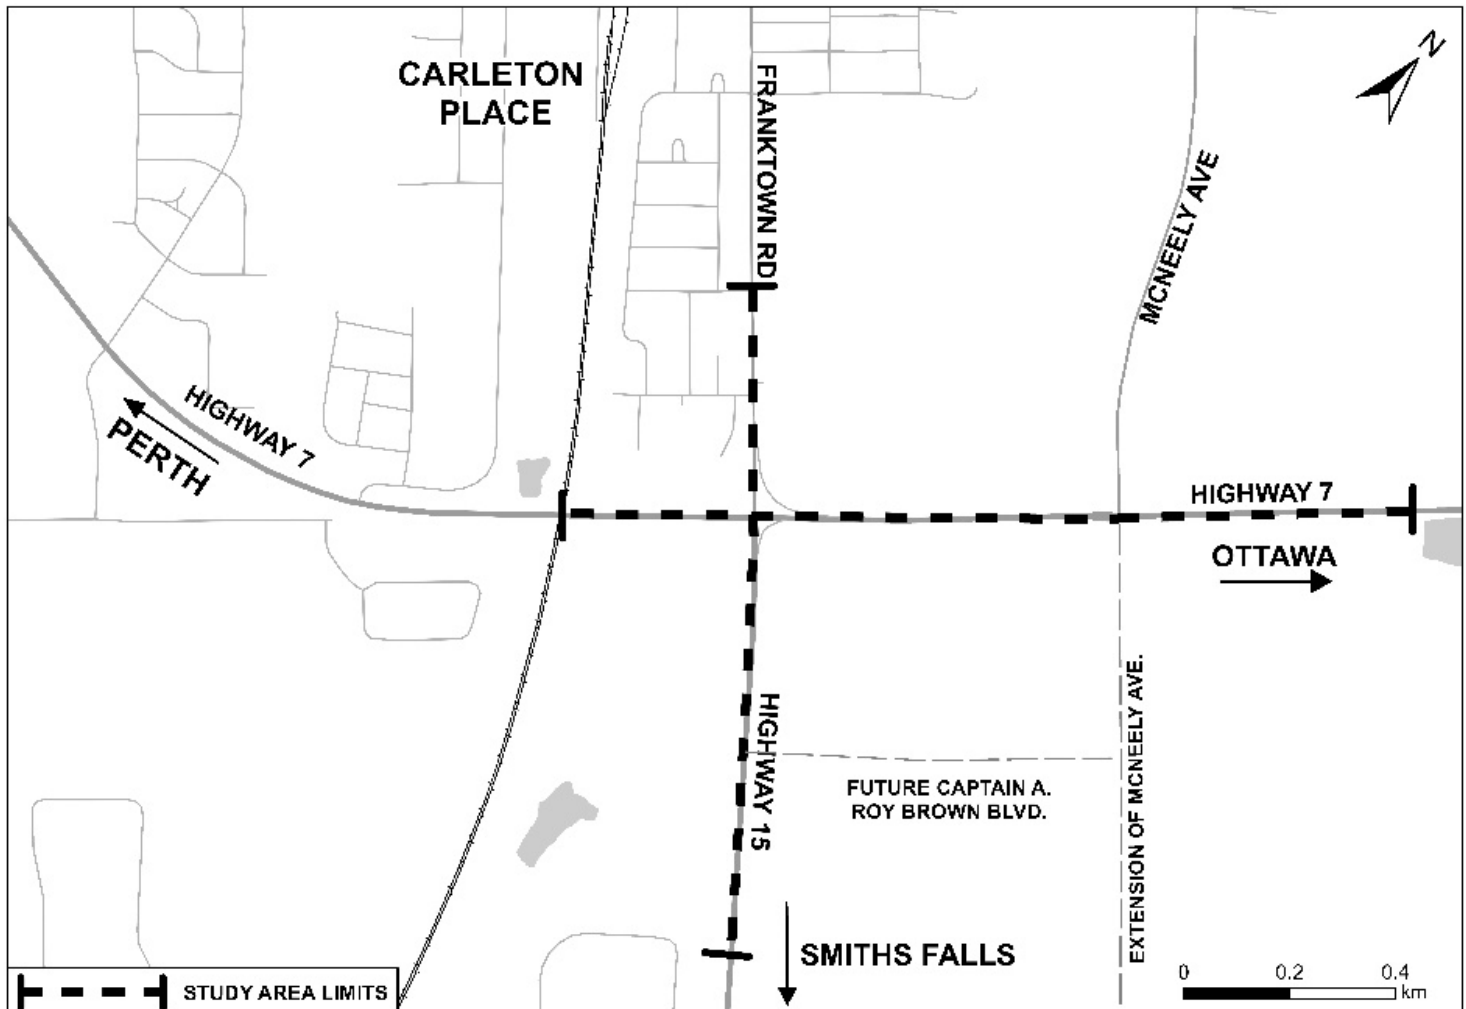 CARLETON
PLACE
FRANKTOWN RD
N
MCNEELY AVE
HIGHWAY 7
PERTH
HIGHWAY 7
OTTAWA
HIGHWAY 15
FUTURE CAPTAIN A.
ROY BROWN BLVD.
EXTENSION OF MCNEELY AVE.
SMITHS FALLS
0 0.2 0.4
km
STUDY AREA LIMITS